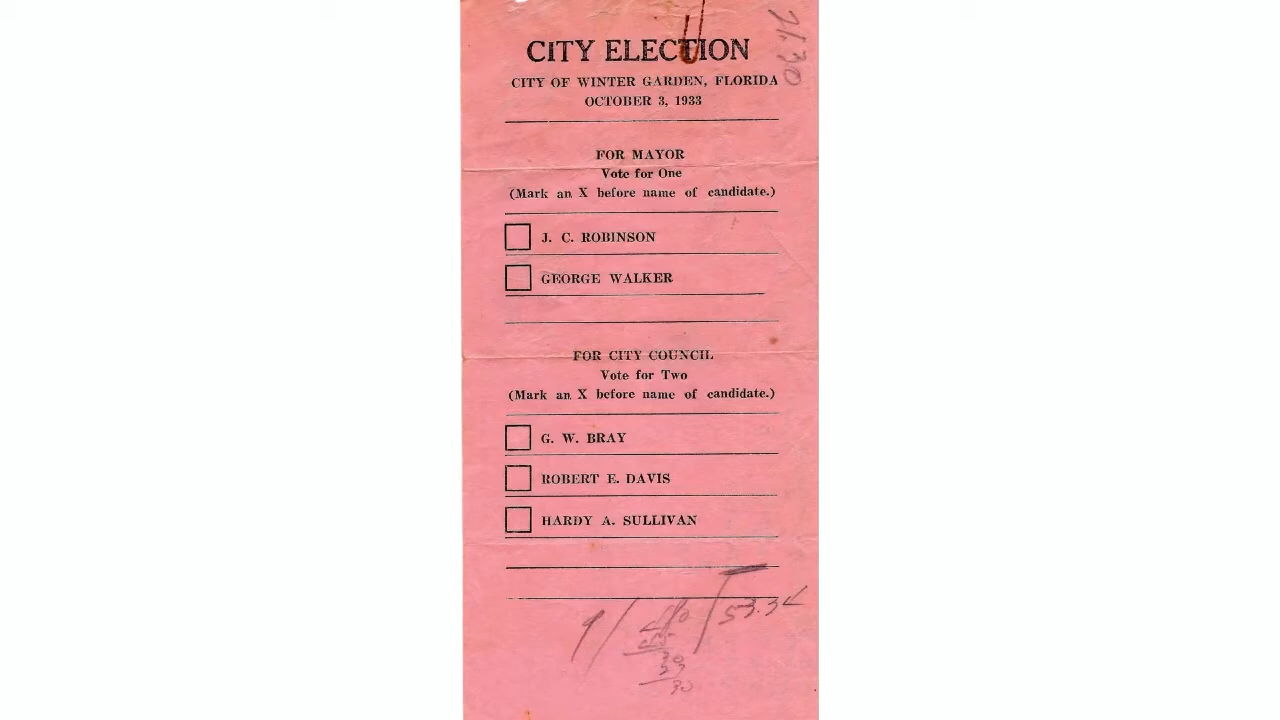 CITY ELECTION
CITY OF WINTER GARDEN, FLORIDA
OCTOBER 3, 1933
FOR MAYOR
Vote for One
(Mark an X before name of candidate.)
J. C. ROBINSON
GEORGE WALKER
FOR CITY COUNCIL
Vote for Two
(Mark an X before name of candidate.)
G. W. BRAY
ROBERT E. DAVIS
HARDY A. SULLIVAN
53.34